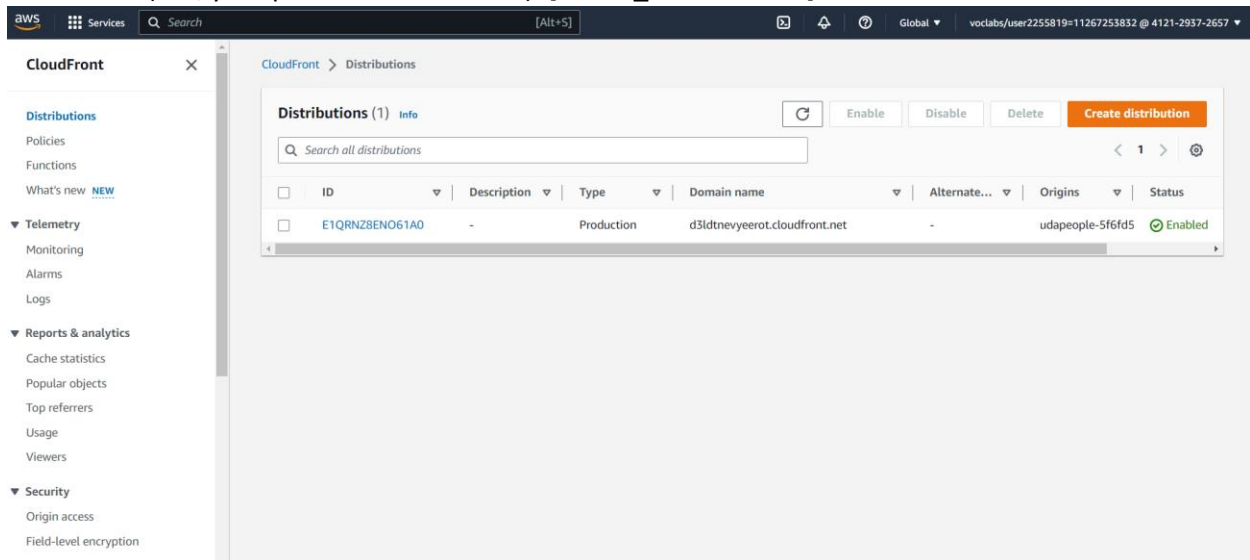 aws Services Search [Alt+S] Global voclabs/user2255819=11267253832 @ 4121-2937-2657
CloudFront
Distributions
Policies
Functions
What's new NEW
Telemetry
Monitoring
Alarms
Logs
Reports & analytics
Cache statistics
Popular objects
Top referrers
Usage
Viewers
Security
Origin access
Field-level encryption
CloudFront > Distributions
Distributions (1) Info Enable Disable Delete Create distribution
Search all distributions < 1 >
ID Description Type Domain name Alternate... Origins Status
E1QRNZ8ENO61A0 - Production d3ldtnevyeerot.cloudfront.net - udapeople-5f6fd5 Enabled